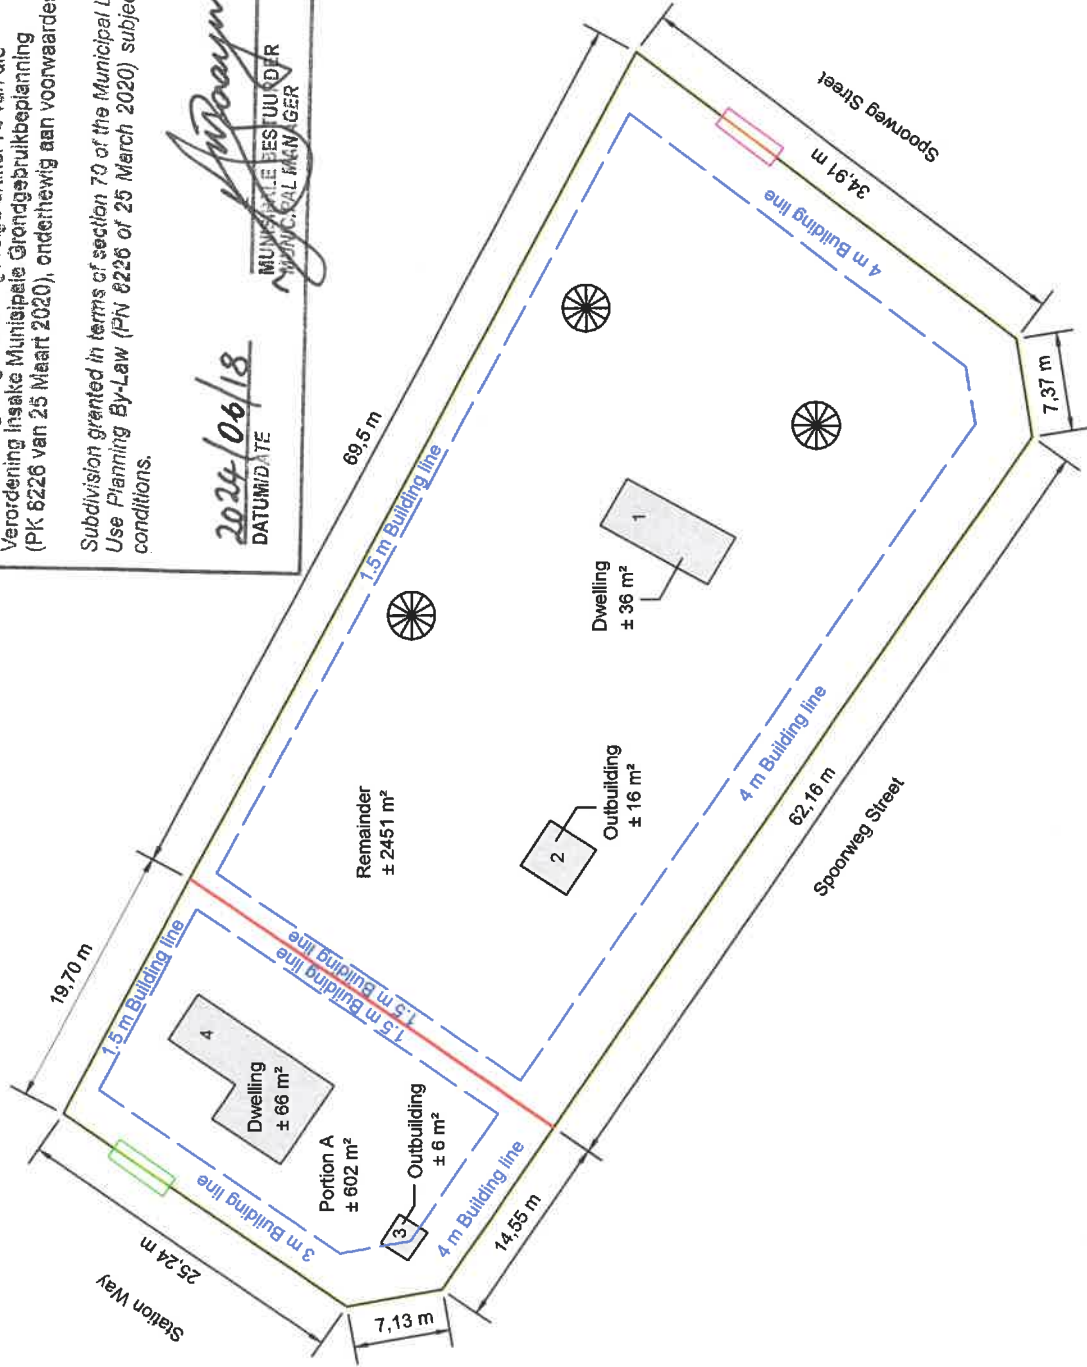 Verordening Insake Munisipale Grondgebruikbeplanning
(PK 6226 van 25 Maart 2020), onderhewig aan voorwaardes
Subdivision granted in terms of section 70 of the Municipal
Use Planning By-Law (PN 6226 of 25 March 2020)
conditions.
2024/06/18
DATUM/DATE
MUNISIPALE BESTUURDER
MUNICIPAL MANAGER
Spoorweg Street
34,91 m
4 m Building line
7,37 m
69,5 m
1.5 m Building line
1
Dwelling
± 36 m²
4 m Building line
62,16 m
Spoorweg Street
Remainder
± 2451 m²
2
Outbuilding
± 16 m²
1.5 m Building line
1.5 m Building line
19,70 m
1.5 m Building line
4
Dwelling
± 66 m²
Portion A
± 602 m²
3
Outbuilding
± 6 m²
3 m Building line
4 m Building line
14,55 m
25,24 m
Station Way
7,13 m